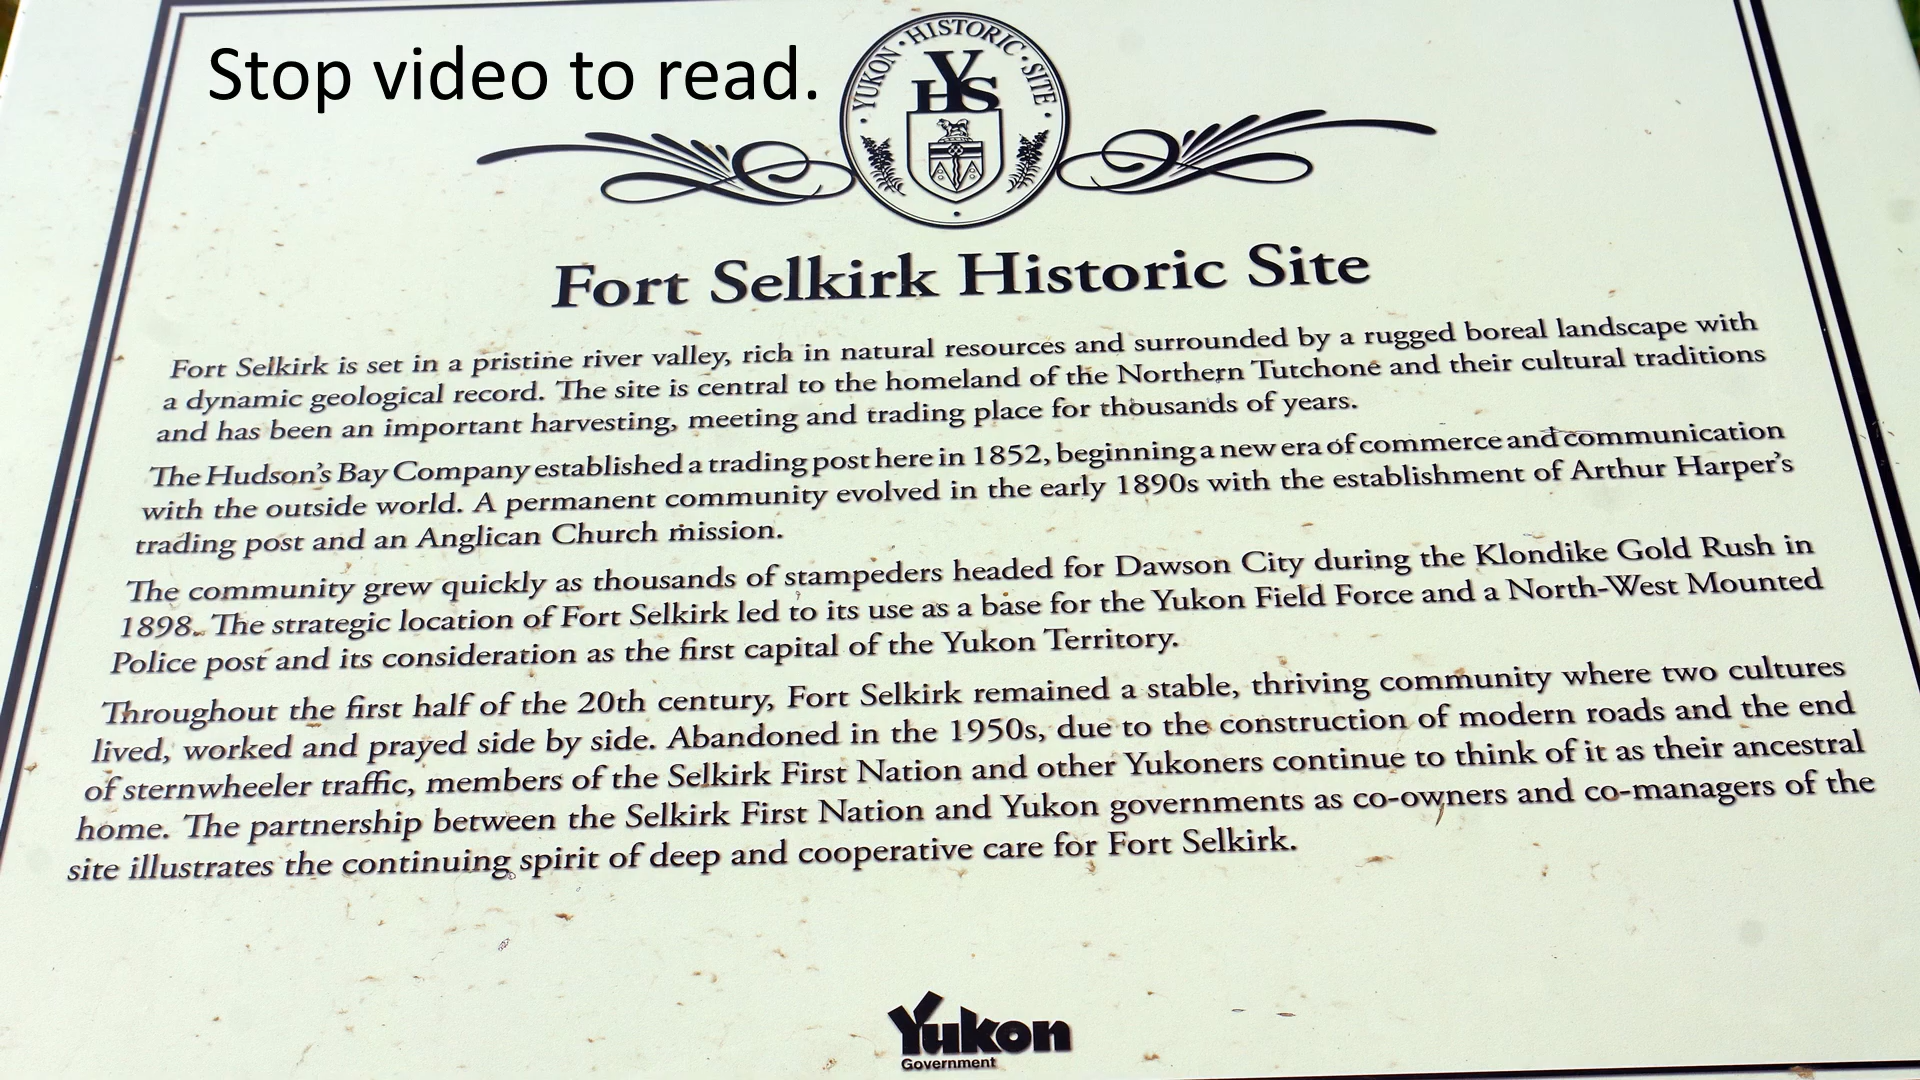 Stop video to read.
YUKON · HISTORIC · SITE
YHS
Fort Selkirk Historic Site
Fort Selkirk is set in a pristine river valley, rich in natural resources and surrounded by a rugged boreal landscape with
a dynamic geological record. The site is central to the homeland of the Northern Tutchone and their cultural traditions
and has been an important harvesting, meeting and trading place for thousands of years.
The Hudson's Bay Company established a trading post here in 1852, beginning a new era of commerce and communication
with the outside world. A permanent community evolved in the early 1890s with the establishment of Arthur Harper's
trading post and an Anglican Church mission.
The community grew quickly as thousands of stampeders headed for Dawson City during the Klondike Gold Rush in
1898. The strategic location of Fort Selkirk led to its use as a base for the Yukon Field Force and a North-West Mounted
Police post and its consideration as the first capital of the Yukon Territory.
Throughout the first half of the 20th century, Fort Selkirk remained a stable, thriving community where two cultures
lived, worked and prayed side by side. Abandoned in the 1950s, due to the construction of modern roads and the end
of sternwheeler traffic, members of the Selkirk First Nation and other Yukoners continue to think of it as their ancestral
home. The partnership between the Selkirk First Nation and Yukon governments as co-owners and co-managers of the
site illustrates the continuing spirit of deep and cooperative care for Fort Selkirk.
Yukon
Government